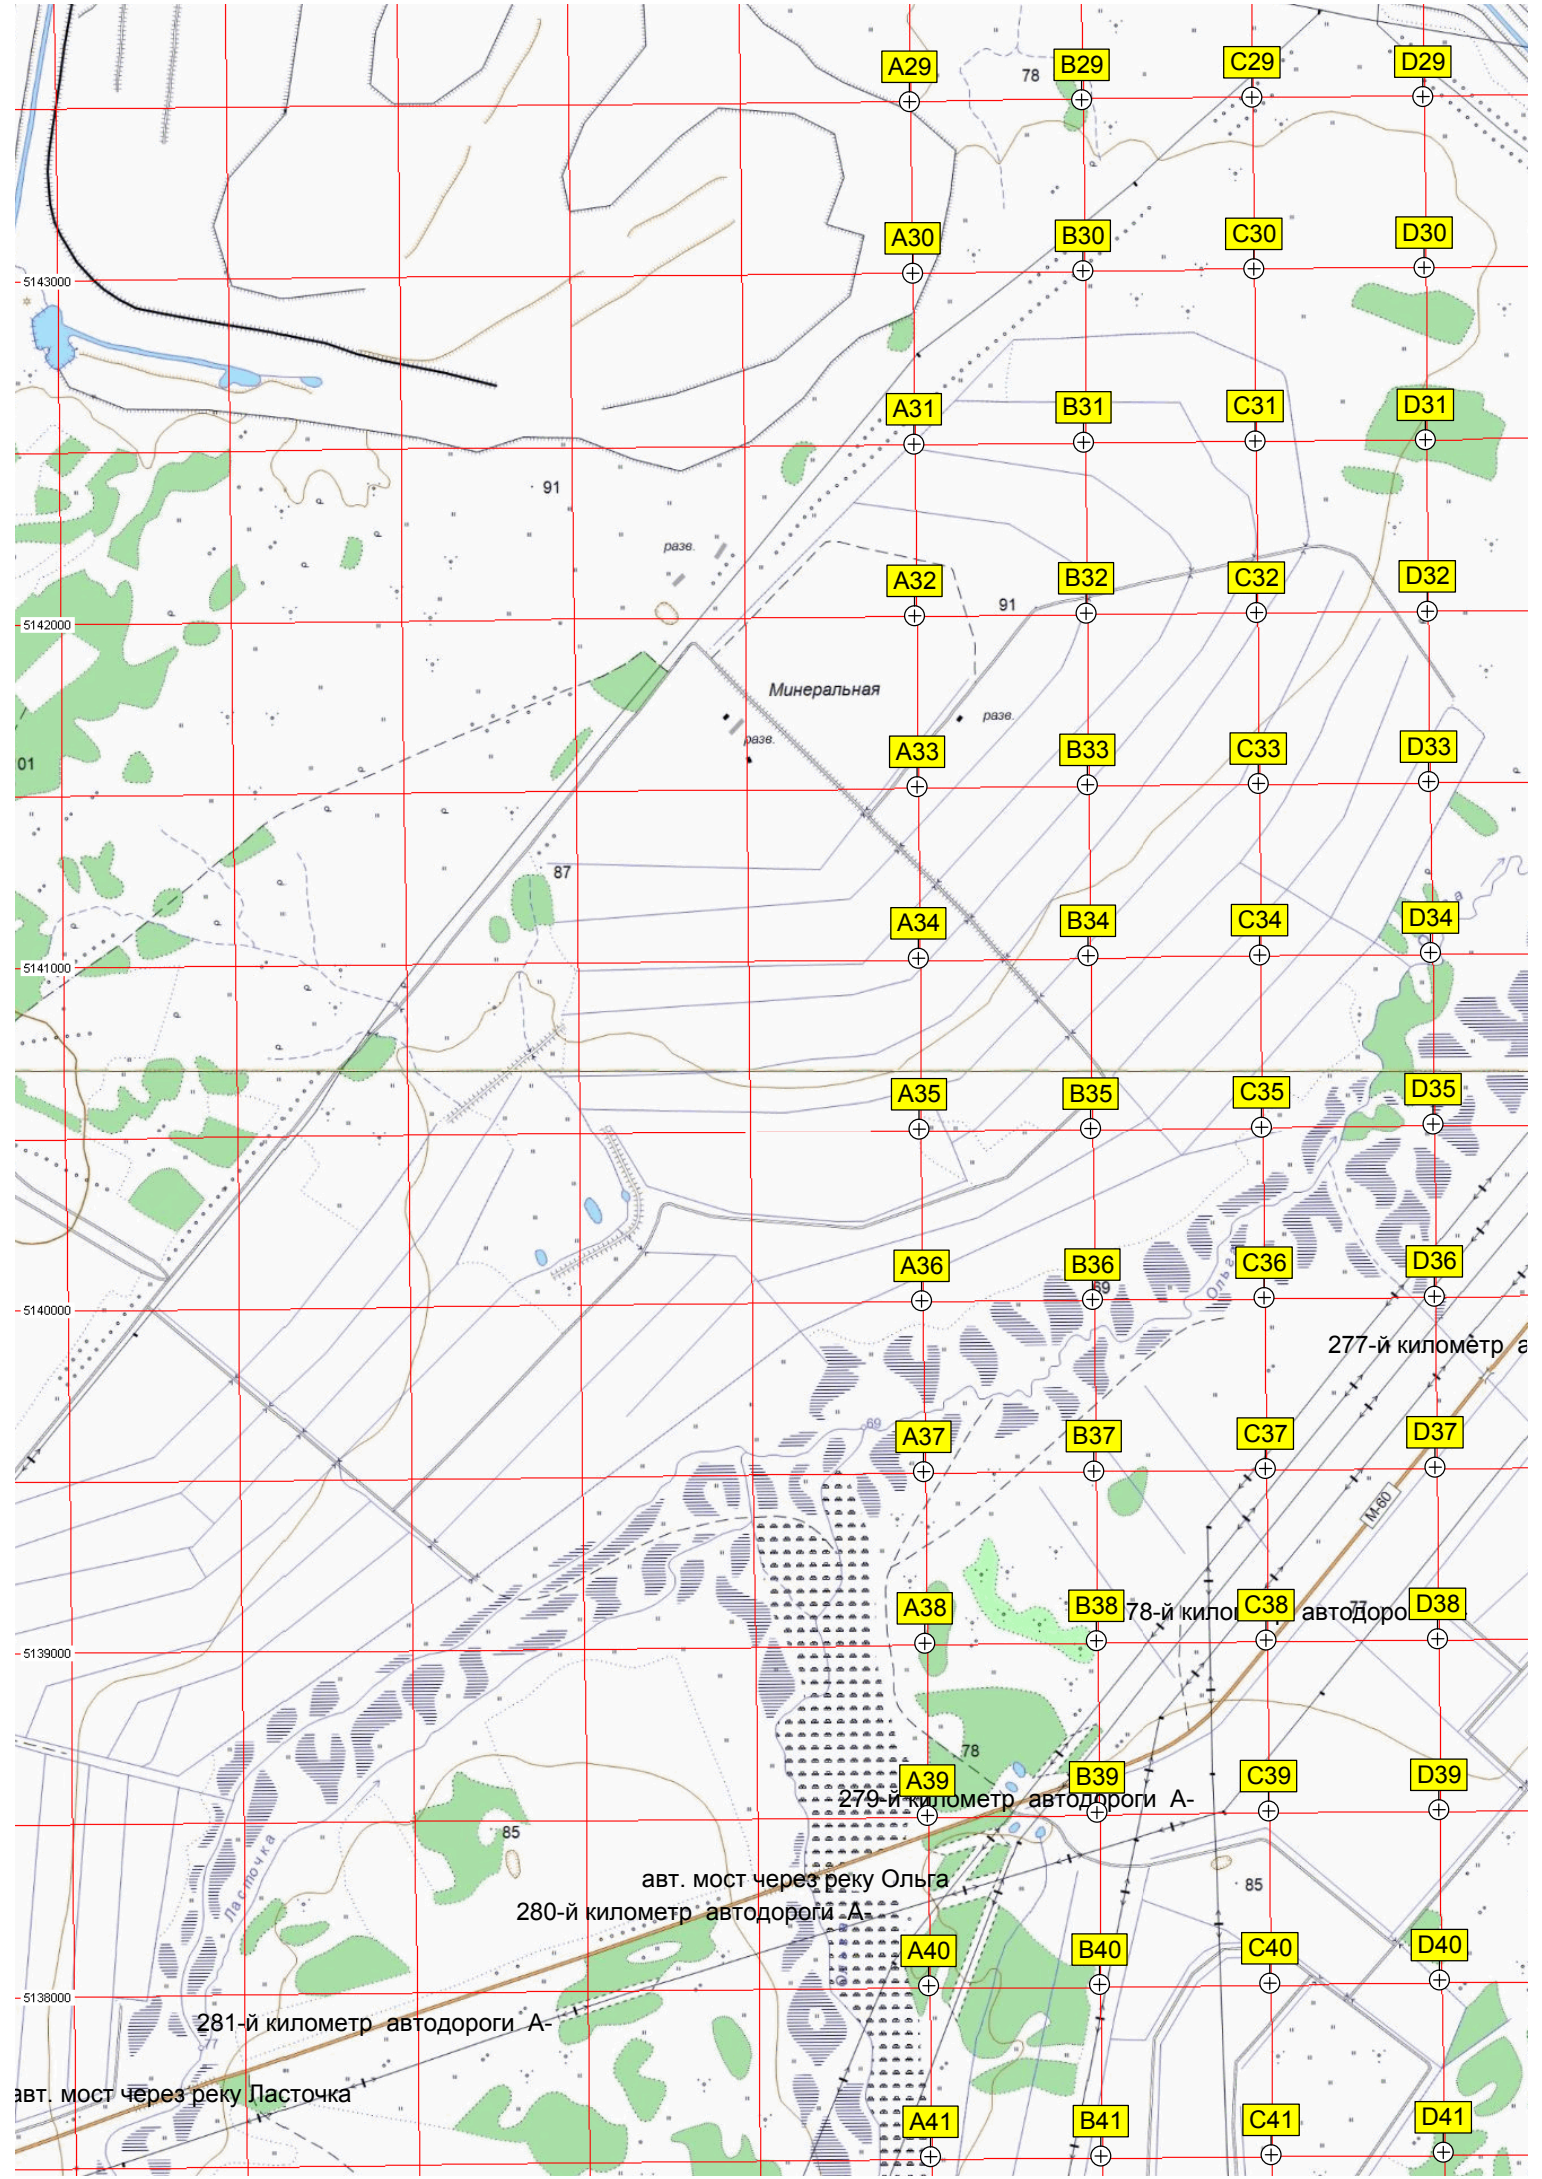 A29 B29 C29 D29
78
A30 B30 C30 D30
5143000
A31 B31 C31 D31
91
разв.
A32 B32 C32 D32
91
5142000
Минеральная
разв.
разв.
A33 B33 C33 D33
01
87
A34 B34 C34 D34
5141000
A35 B35 C35 D35
A36 B36 C36 D36
Ольга
69
5140000
277-й километр а
69
A37 B37 C37 D37
М-60
A38 B38 C38 D38
78-й кило автодоро
77
5139000
78
A39 B39 C39 D39
279-й километр автодороги А-
85
Ласточка
авт. мост через реку Ольга
85
280-й километр автодороги А-
Ольга
A40 B40 C40 D40
5138000
281-й километр автодороги А-
77
авт. мост через реку Ласточка
A41 B41 C41 D41